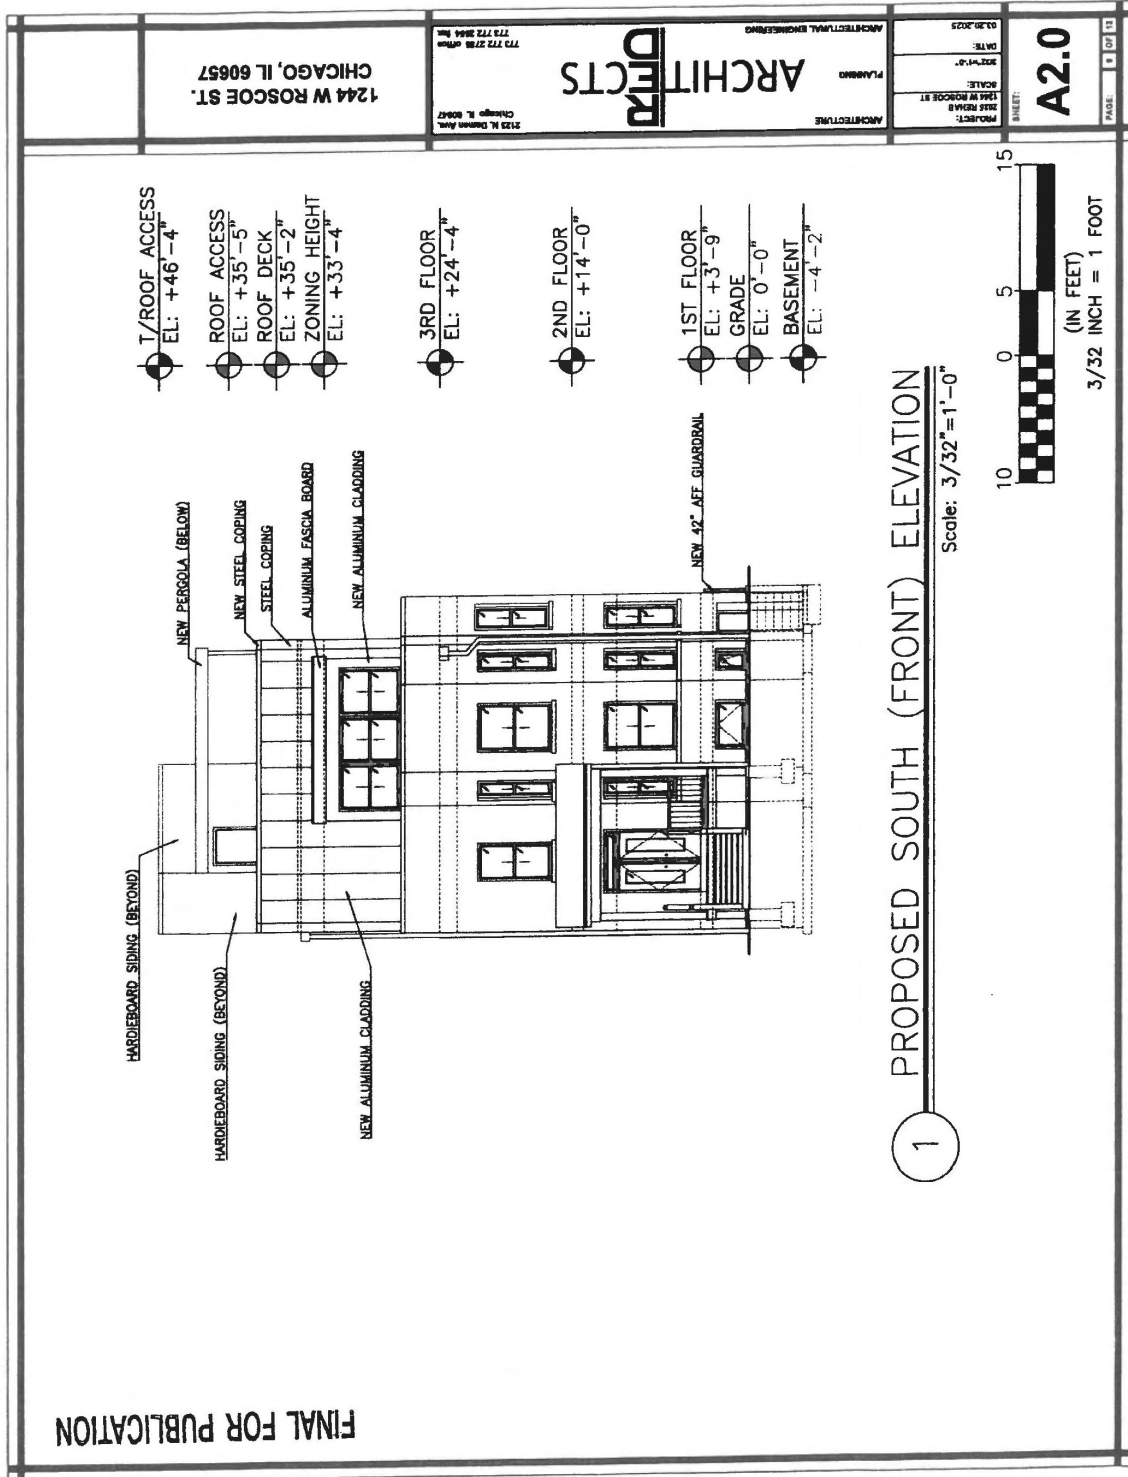 FINAL FOR PUBLICATION
HARDIEBOARD SIDING (BEYOND)
HARDIEBOARD SIDING (BEYOND)
NEW ALUMINUM CLADDING
NEW PERGOLA (BELOW)
NEW STEEL COPING
STEEL COPING
ALUMINUM FASCIA BOARD
NEW ALUMINUM CLADDING
NEW 42" AFF GUARDRAIL
T/ROOF ACCESS
EL: +46'-4"
ROOF ACCESS
EL: +35'-5"
ROOF DECK
EL: +35'-2"
ZONING HEIGHT
EL: +33'-4"
3RD FLOOR
EL: +24'-4"
2ND FLOOR
EL: +14'-0"
1ST FLOOR
EL: +3'-9"
GRADE
EL: 0'-0"
BASEMENT
EL: -4'-2"
1
PROPOSED SOUTH (FRONT) ELEVATION
Scale: 3/32"=1'-0"
10 0 5 15
(IN FEET)
3/32 INCH = 1 FOOT
1244 W ROSCOE ST.
CHICAGO, IL 60657
2123 N. Damen Ave.
Chicago IL 60647
773 772 2784 office
ARCHITECTS
ARCHITECTURE
PLANNING
ARCHITECTURAL ENGINEERING
PROJECT:
2025 REHAB
1244 W ROSCOE ST
SCALE:
3/32"=1'-0"
DATE:
03.20.2025
SHEET:
A2.0
PAGE: 9 OF 12